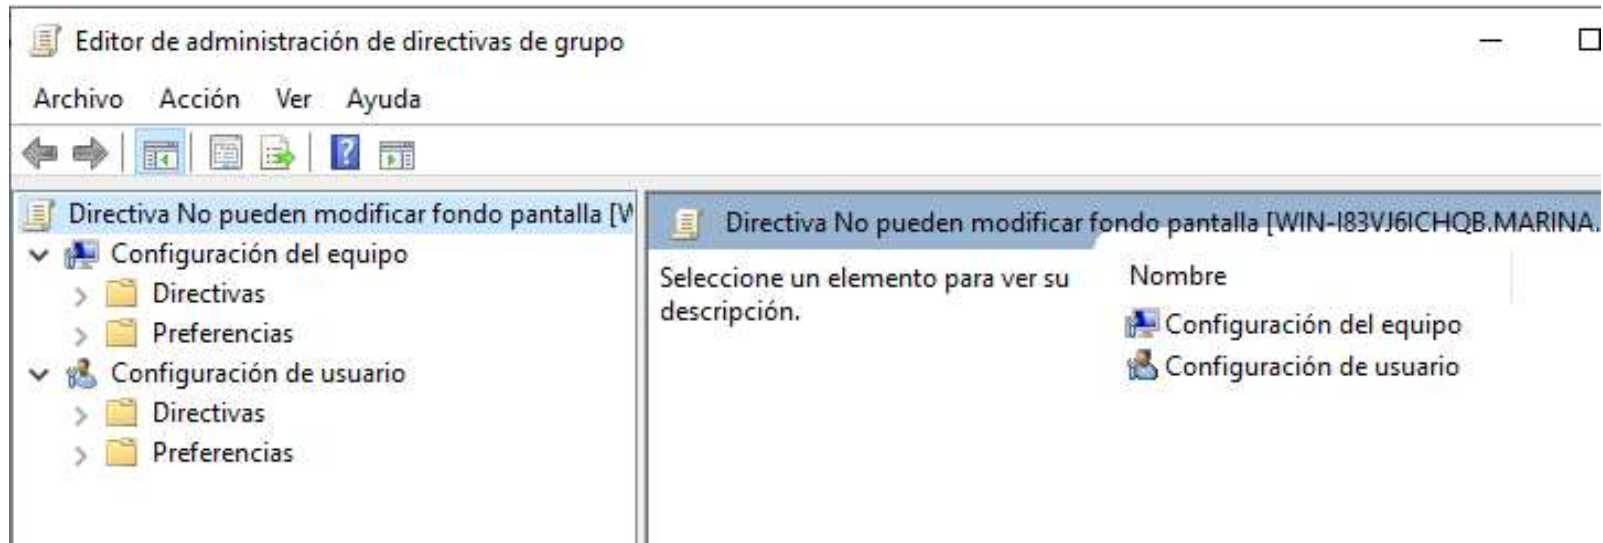 Editor de administración de directivas de grupo
Archivo Acción Ver Ayuda
Directiva No pueden modificar fondo pantalla [W
Configuración del equipo
Directivas
Preferencias
Configuración de usuario
Directivas
Preferencias
Directiva No pueden modificar fondo pantalla [WIN-I83VJ6ICHQB.MARINA.
Seleccione un elemento para ver su
descripción.
Nombre
Configuración del equipo
Configuración de usuario